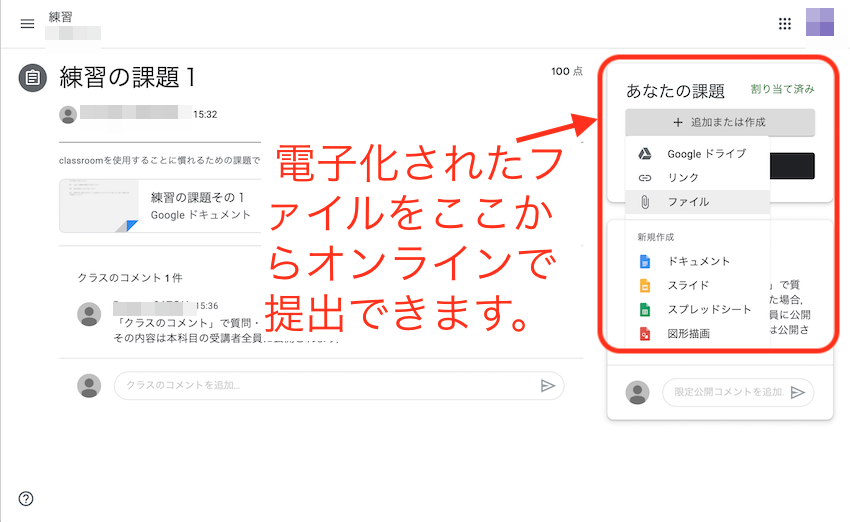 練習
練習の課題 1
100 点
15:32
classroomを使用することに慣れるための課題で
練習の課題その 1
Google ドキュメント
クラスのコメント 1 件
15:36
「クラスのコメント」で質問・
その内容は本科目の受講者全員に公開されます。
クラスのコメントを追加...
電子化されたフ
ァイルをここか
らオンラインで
提出できます。
あなたの課題
割り当て済み
+ 追加または作成
Google ドライブ
リンク
ファイル
新規作成
ドキュメント
スライド
スプレッドシート
図形描画
」で質
た場合,
員に公開
は公開さ
限定公開コメントを追加.